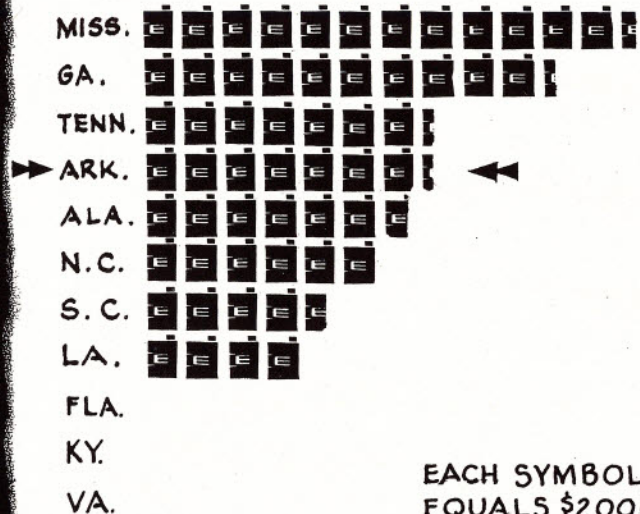 MISS.
GA.
TENN.
ARK.
ALA.
N.C.
S.C.
LA.
FLA.
KY.
VA.
EACH SYMBOL
EQUALS $200